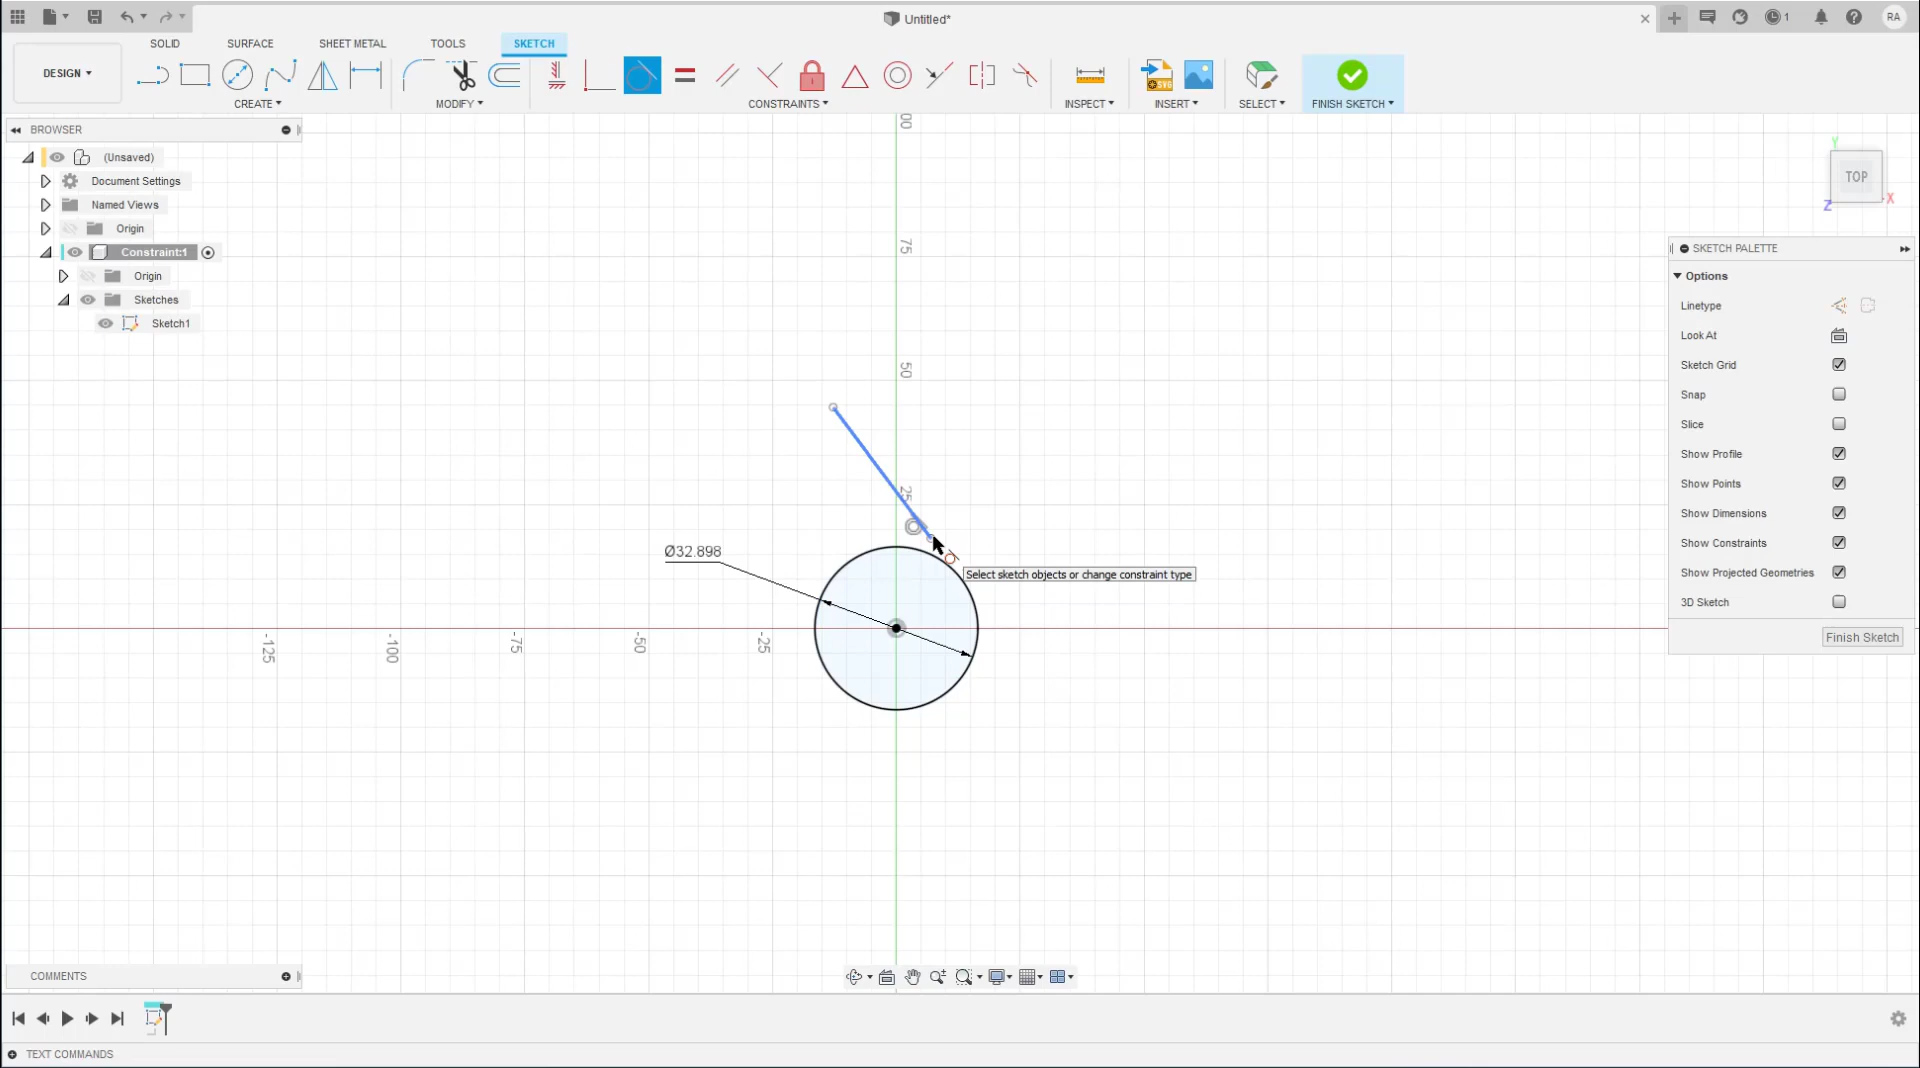 Untitled*
1
RA
SOLID
SURFACE
SHEET METAL
TOOLS
SKETCH
DESIGN
CREATE
MODIFY
CONSTRAINTS
INSPECT
INSERT
SELECT
FINISH SKETCH
BROWSER
(Unsaved)
Document Settings
Named Views
Origin
Constraint:1
Origin
Sketches
Sketch1
00
75
50
25
-125
-100
-75
-50
-25
Ø32.898
Select sketch objects or change constraint type
Y
TOP
X
Z
SKETCH PALETTE
Options
Linetype
Look At
Sketch Grid
Snap
Slice
Show Profile
Show Points
Show Dimensions
Show Constraints
Show Projected Geometries
3D Sketch
Finish Sketch
COMMENTS
TEXT COMMANDS